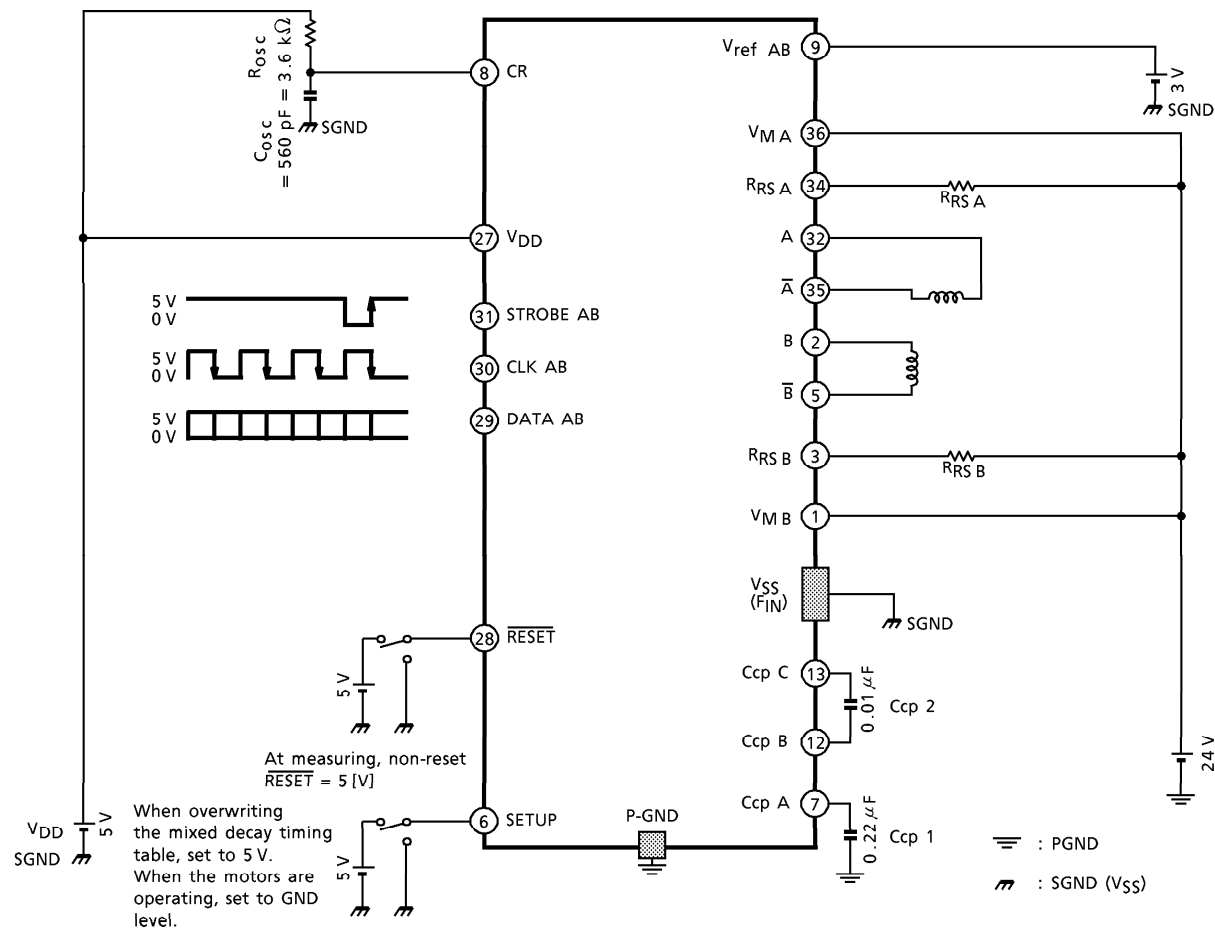 Rosc
= 3.6 kΩ
Cosc
= 560 pF
SGND
8
CR
27
VDD
5 V
0 V
31
STROBE AB
5 V
0 V
30
CLK AB
5 V
0 V
29
DATA AB
28
RESET
5 V
At measuring, non-reset
RESET = 5 [V]
6
SETUP
5 V
When overwriting
the mixed decay timing
table, set to 5 V.
When the motors are
operating, set to GND
level.
VDD
5 V
SGND
P-GND
Vref AB
9
3 V
SGND
VM A
36
RRS A
34
RRS A
A
32
A
35
B
2
B
5
RRS B
3
RRS B
VM B
1
VSS
(FIN)
SGND
Ccp C
13
0.01 μF
Ccp 2
Ccp B
12
Ccp A
7
0.22 μF
Ccp 1
24 V
: PGND
: SGND (VSS)